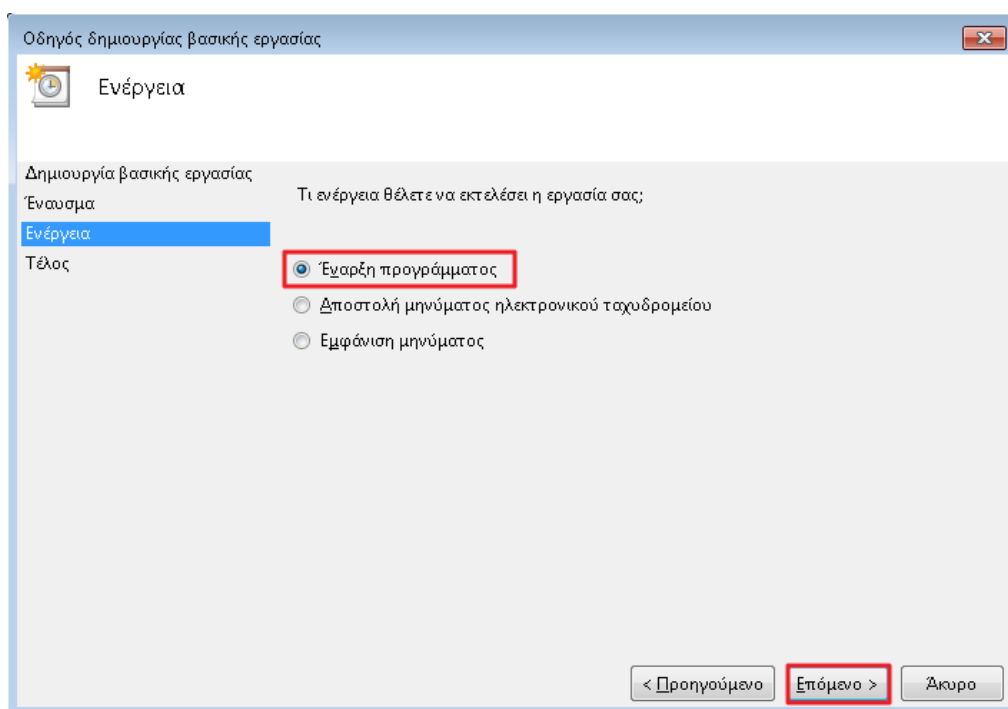 Οδηγός δημιουργίας βασικής εργασίας
Ενέργεια
Δημιουργία βασικής εργασίας
Έναυσμα
Ενέργεια
Τέλος
Τι ενέργεια θέλετε να εκτελέσει η εργασία σας;
Έναρξη προγράμματος
Αποστολή μηνύματος ηλεκτρονικού ταχυδρομείου
Εμφάνιση μηνύματος
< Προηγούμενο
Επόμενο >
Άκυρο